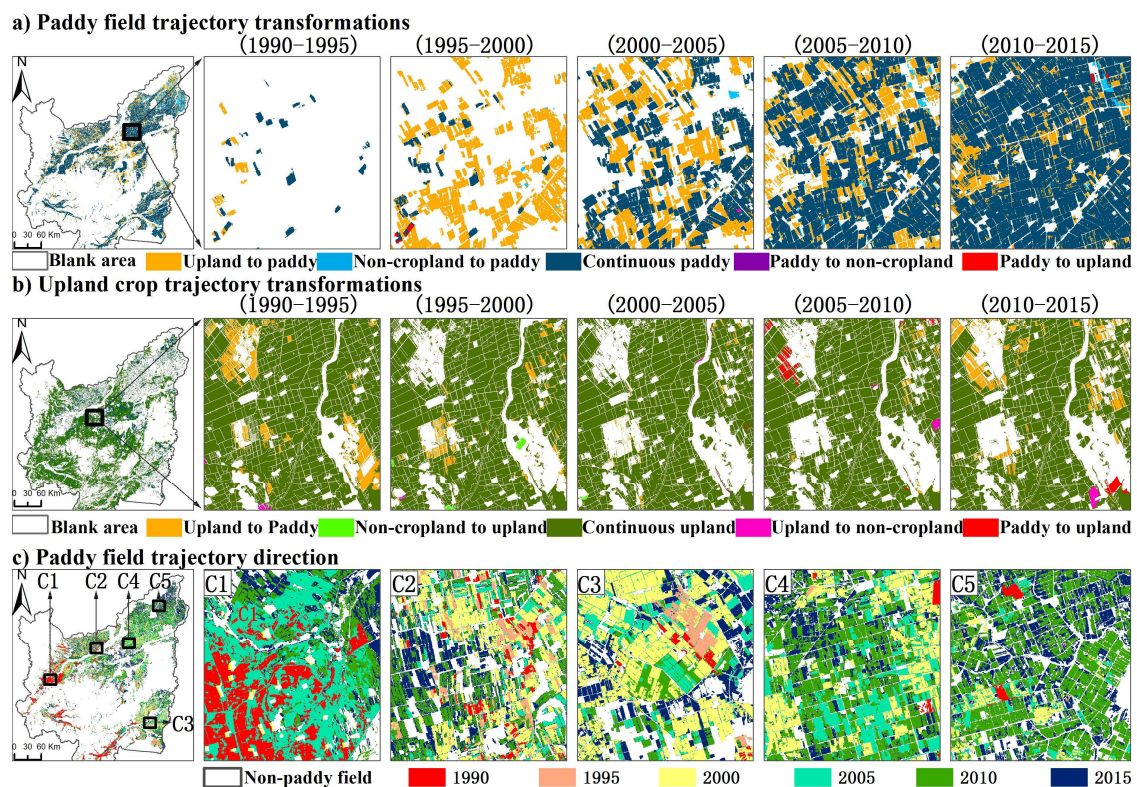 a) Paddy field trajectory transformations
(1990-1995) (1995-2000) (2000-2005) (2005-2010) (2010-2015)
N
0 30 60 Km
Blank area Upland to paddy Non-cropland to paddy Continuous paddy Paddy to non-cropland Paddy to upland
b) Upland crop trajectory transformations
(1990-1995) (1995-2000) (2000-2005) (2005-2010) (2010-2015)
N
0 30 60 Km
Blank area Upland to Paddy Non-cropland to upland Continuous upland Upland to non-cropland Paddy to upland
c) Paddy field trajectory direction
N C1 C2 C4 C5 C1 C2 C3 C4 C5
C1
C3
0 30 60 Km
Non-paddy field 1990 1995 2000 2005 2010 2015